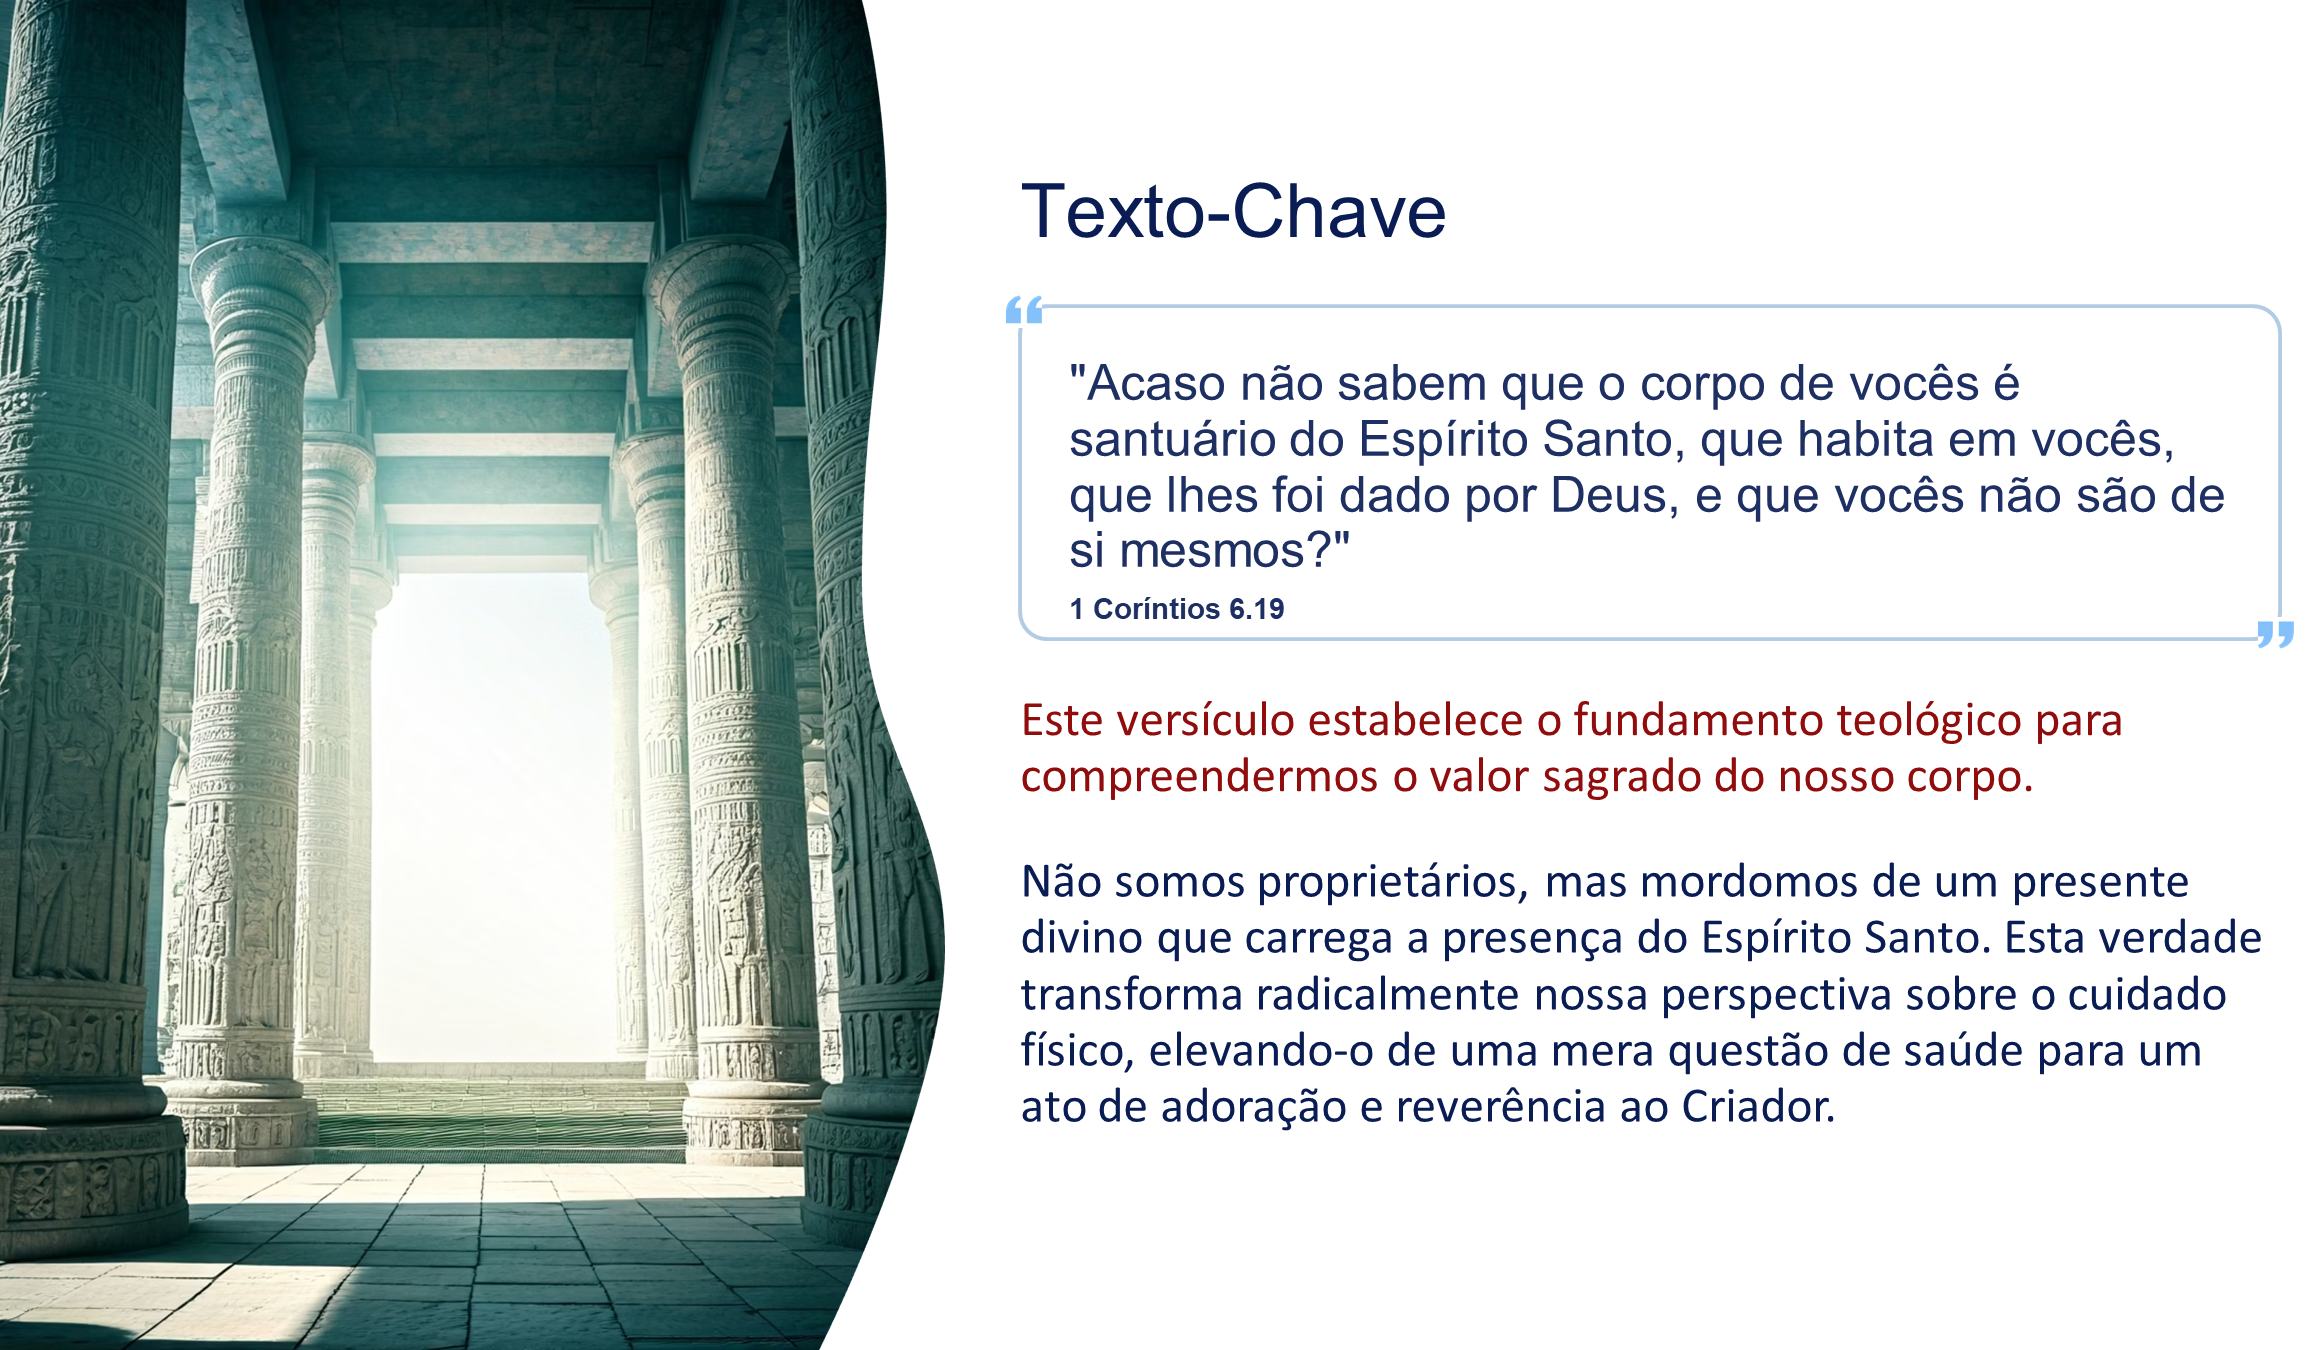 Texto-Chave
"Acaso não sabem que o corpo de vocês é
santuário do Espírito Santo, que habita em vocês,
que lhes foi dado por Deus, e que vocês não são de
si mesmos?"
1 Coríntios 6.19
Este versículo estabelece o fundamento teológico para
compreendermos o valor sagrado do nosso corpo.
Não somos proprietários, mas mordomos de um presente
divino que carrega a presença do Espírito Santo. Esta verdade
transforma radicalmente nossa perspectiva sobre o cuidado
físico, elevando-o de uma mera questão de saúde para um
ato de adoração e reverência ao Criador.